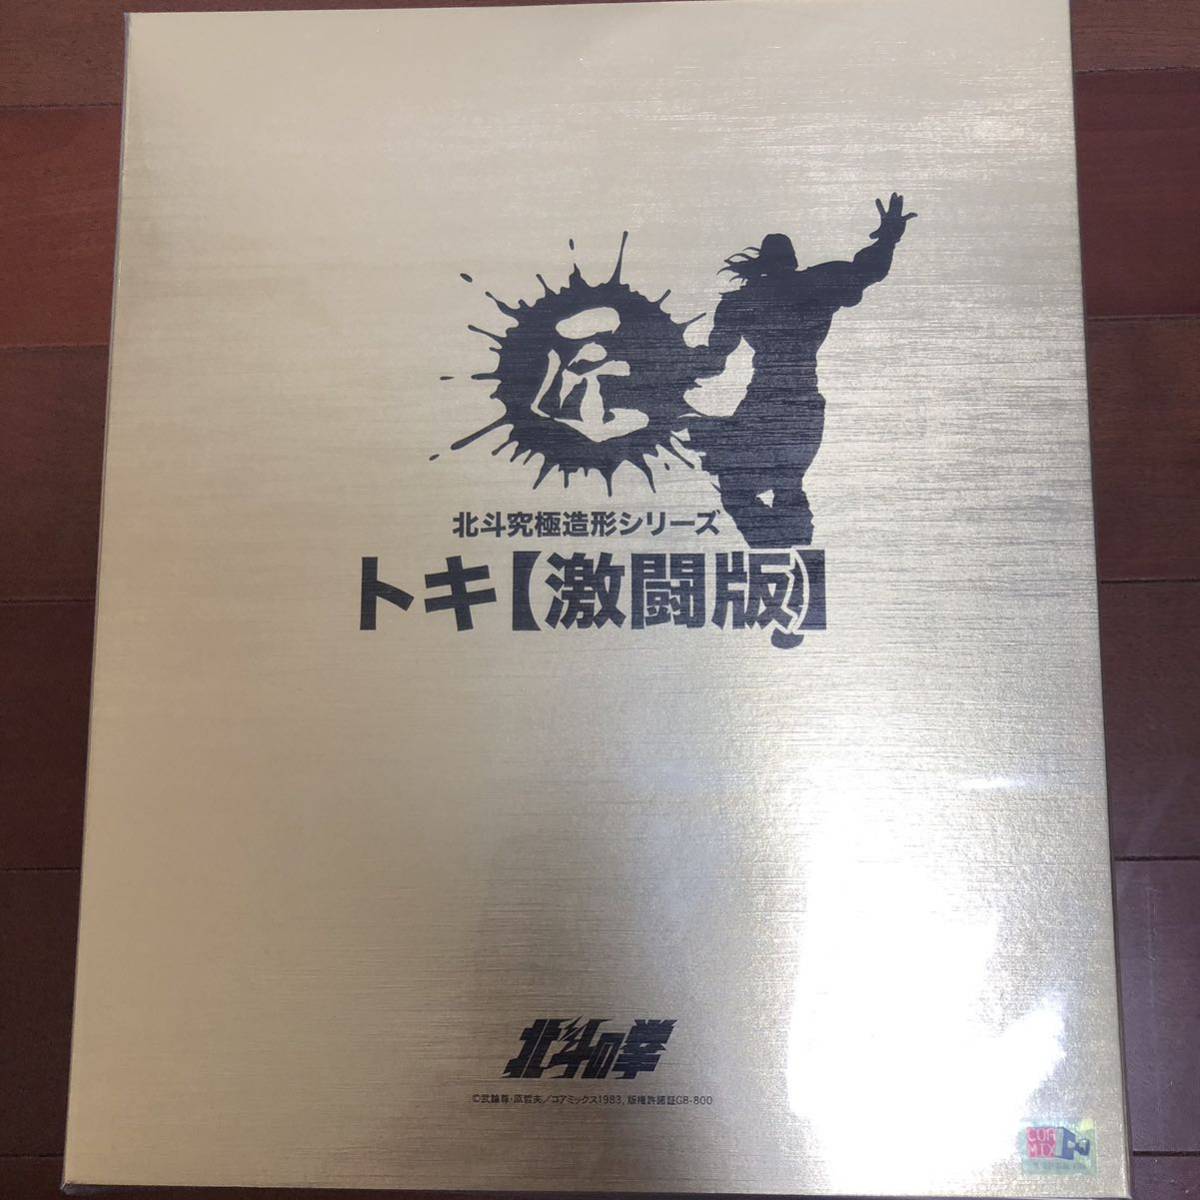 匠
北斗究極造形シリーズ
トキ【激闘版】
北斗の拳
©武論尊・原哲夫/コアミックス1983, 版権許諾証GB-800
COA
MIX